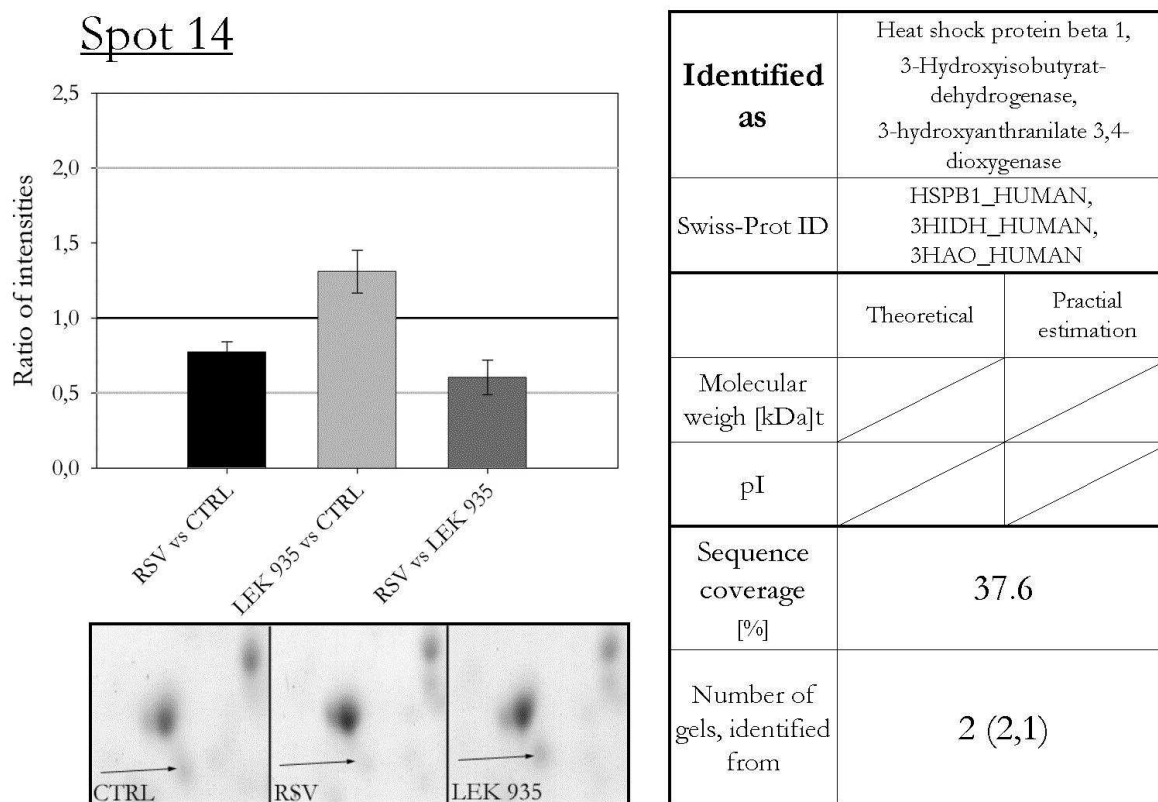 Spot 14
2,5
2,0
1,5
1,0
0,5
0,0
Ratio of intensities
RSV vs CTRL
LEK 935 vs CTRL
RSV vs LEK 935
CTRL
RSV
LEK 935
Identified
as
Heat shock protein beta 1,
3-Hydroxyisobutyrat-
dehydrogenase,
3-hydroxyanthranilate 3,4-
dioxygenase
Swiss-Prot ID
HSPB1_HUMAN,
3HIDH_HUMAN,
3HAO_HUMAN
Theoretical
Practial
estimation
Molecular
weigh [kDa]t
pI
Sequence
coverage
[%]
37.6
Number of
gels, identified
from
2 (2,1)